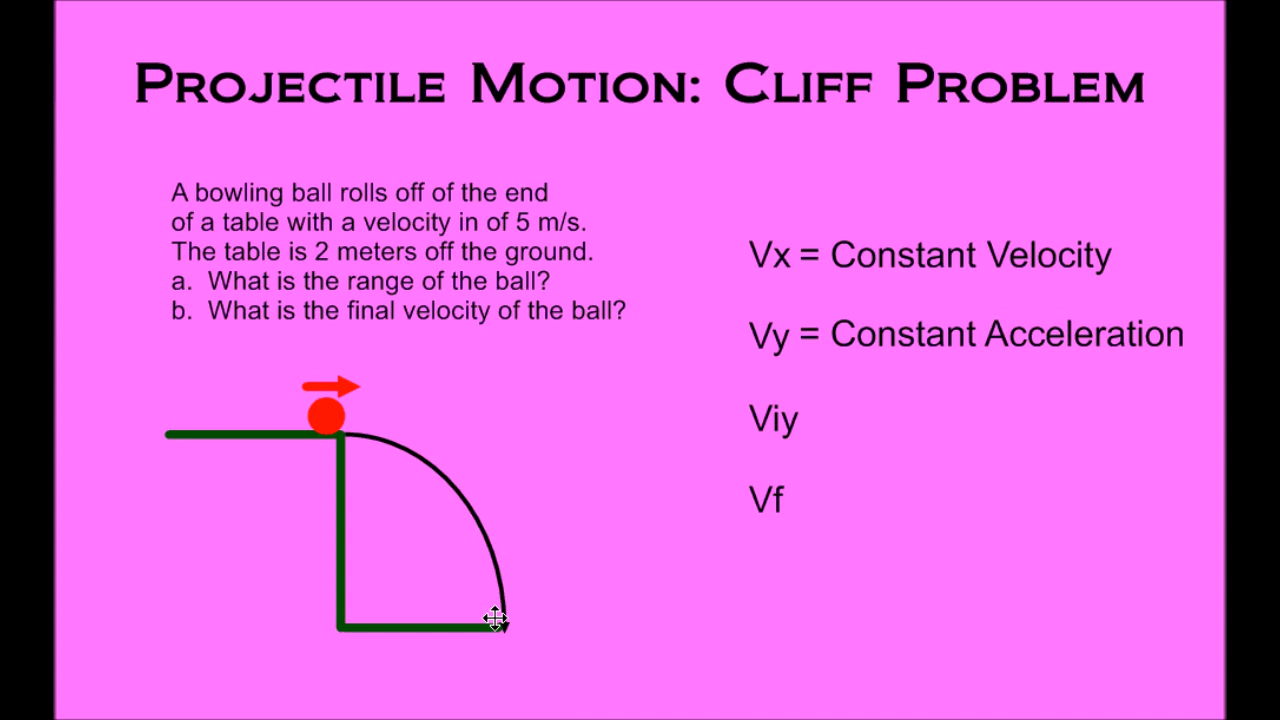 Projectile Motion: Cliff Problem
A bowling ball rolls off of the end
of a table with a velocity in of 5 m/s.
The table is 2 meters off the ground.
a. What is the range of the ball?
b. What is the final velocity of the ball?
Vx = Constant Velocity
Vy = Constant Acceleration
Viy
Vf